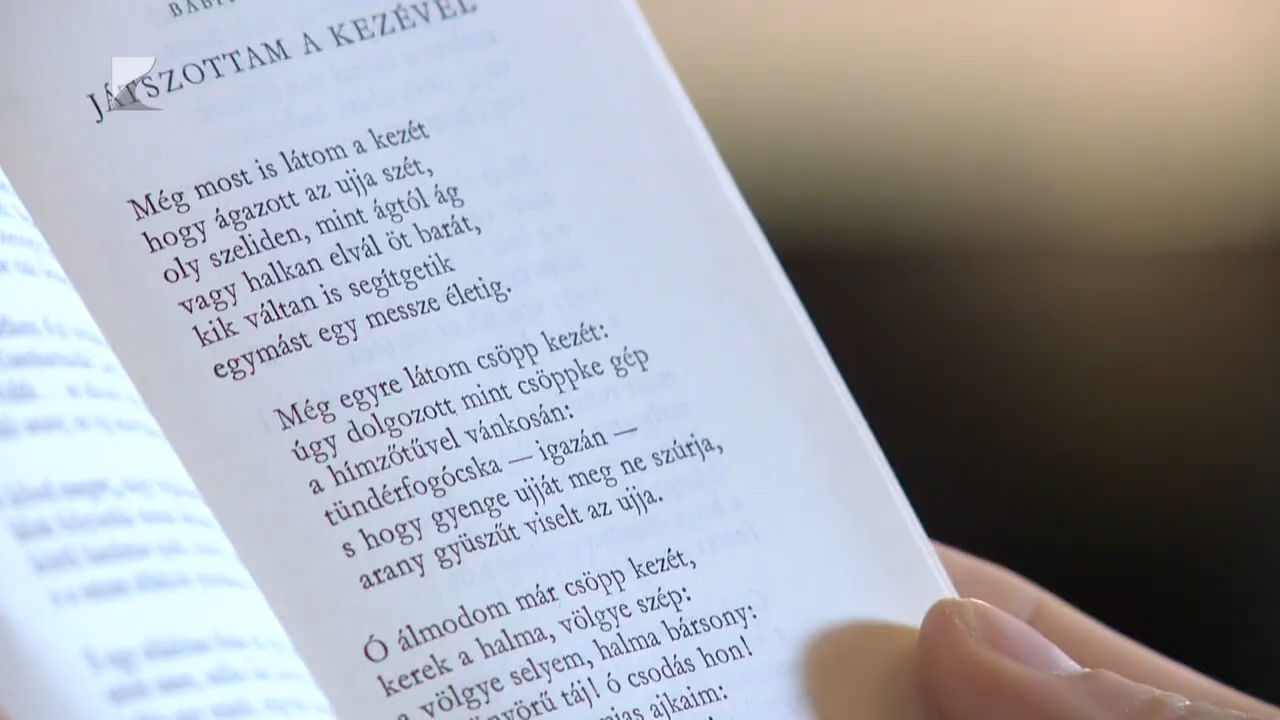 JÁTSZOTTAM A KEZÉVEL
Még most is látom a kezét
hogy ágazott az ujja szét,
oly szeliden, mint ágtól ág
vagy halkan elvál öt barát,
kik váltan is segítgetik
egymást egy messze életig.
Még egyre látom csöpp kezét:
úgy dolgozott mint csöppke gép
a hímzőtűvel vánkosán:
tündérfogócska — igazán —
s hogy gyenge ujját meg ne szúrja,
arany gyüszűt viselt az ujja.
Ó álmodom már csöpp kezét,
kerek a halma, völgye szép:
a völgye selyem, halma bársony:
táj! ó csodás hon!
ajkaim: